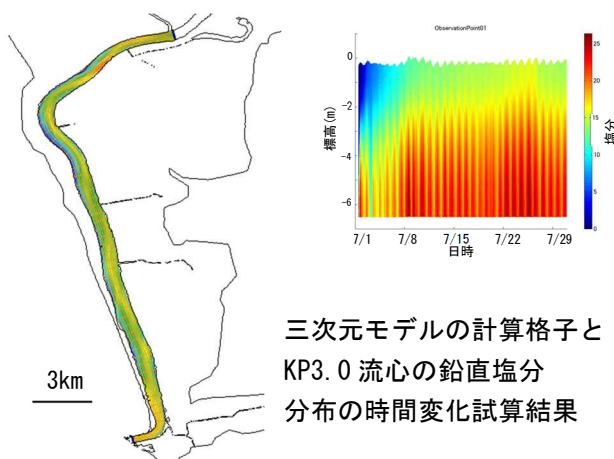 ObservationPoint01
標高(m)
0
-2
-4
-6
7/1 7/8 7/15 7/22 7/29
日時
25
20
15
10
5
0
塩分
3km
三次元モデルの計算格子と
KP3.0 流心の鉛直塩分
分布の時間変化試算結果